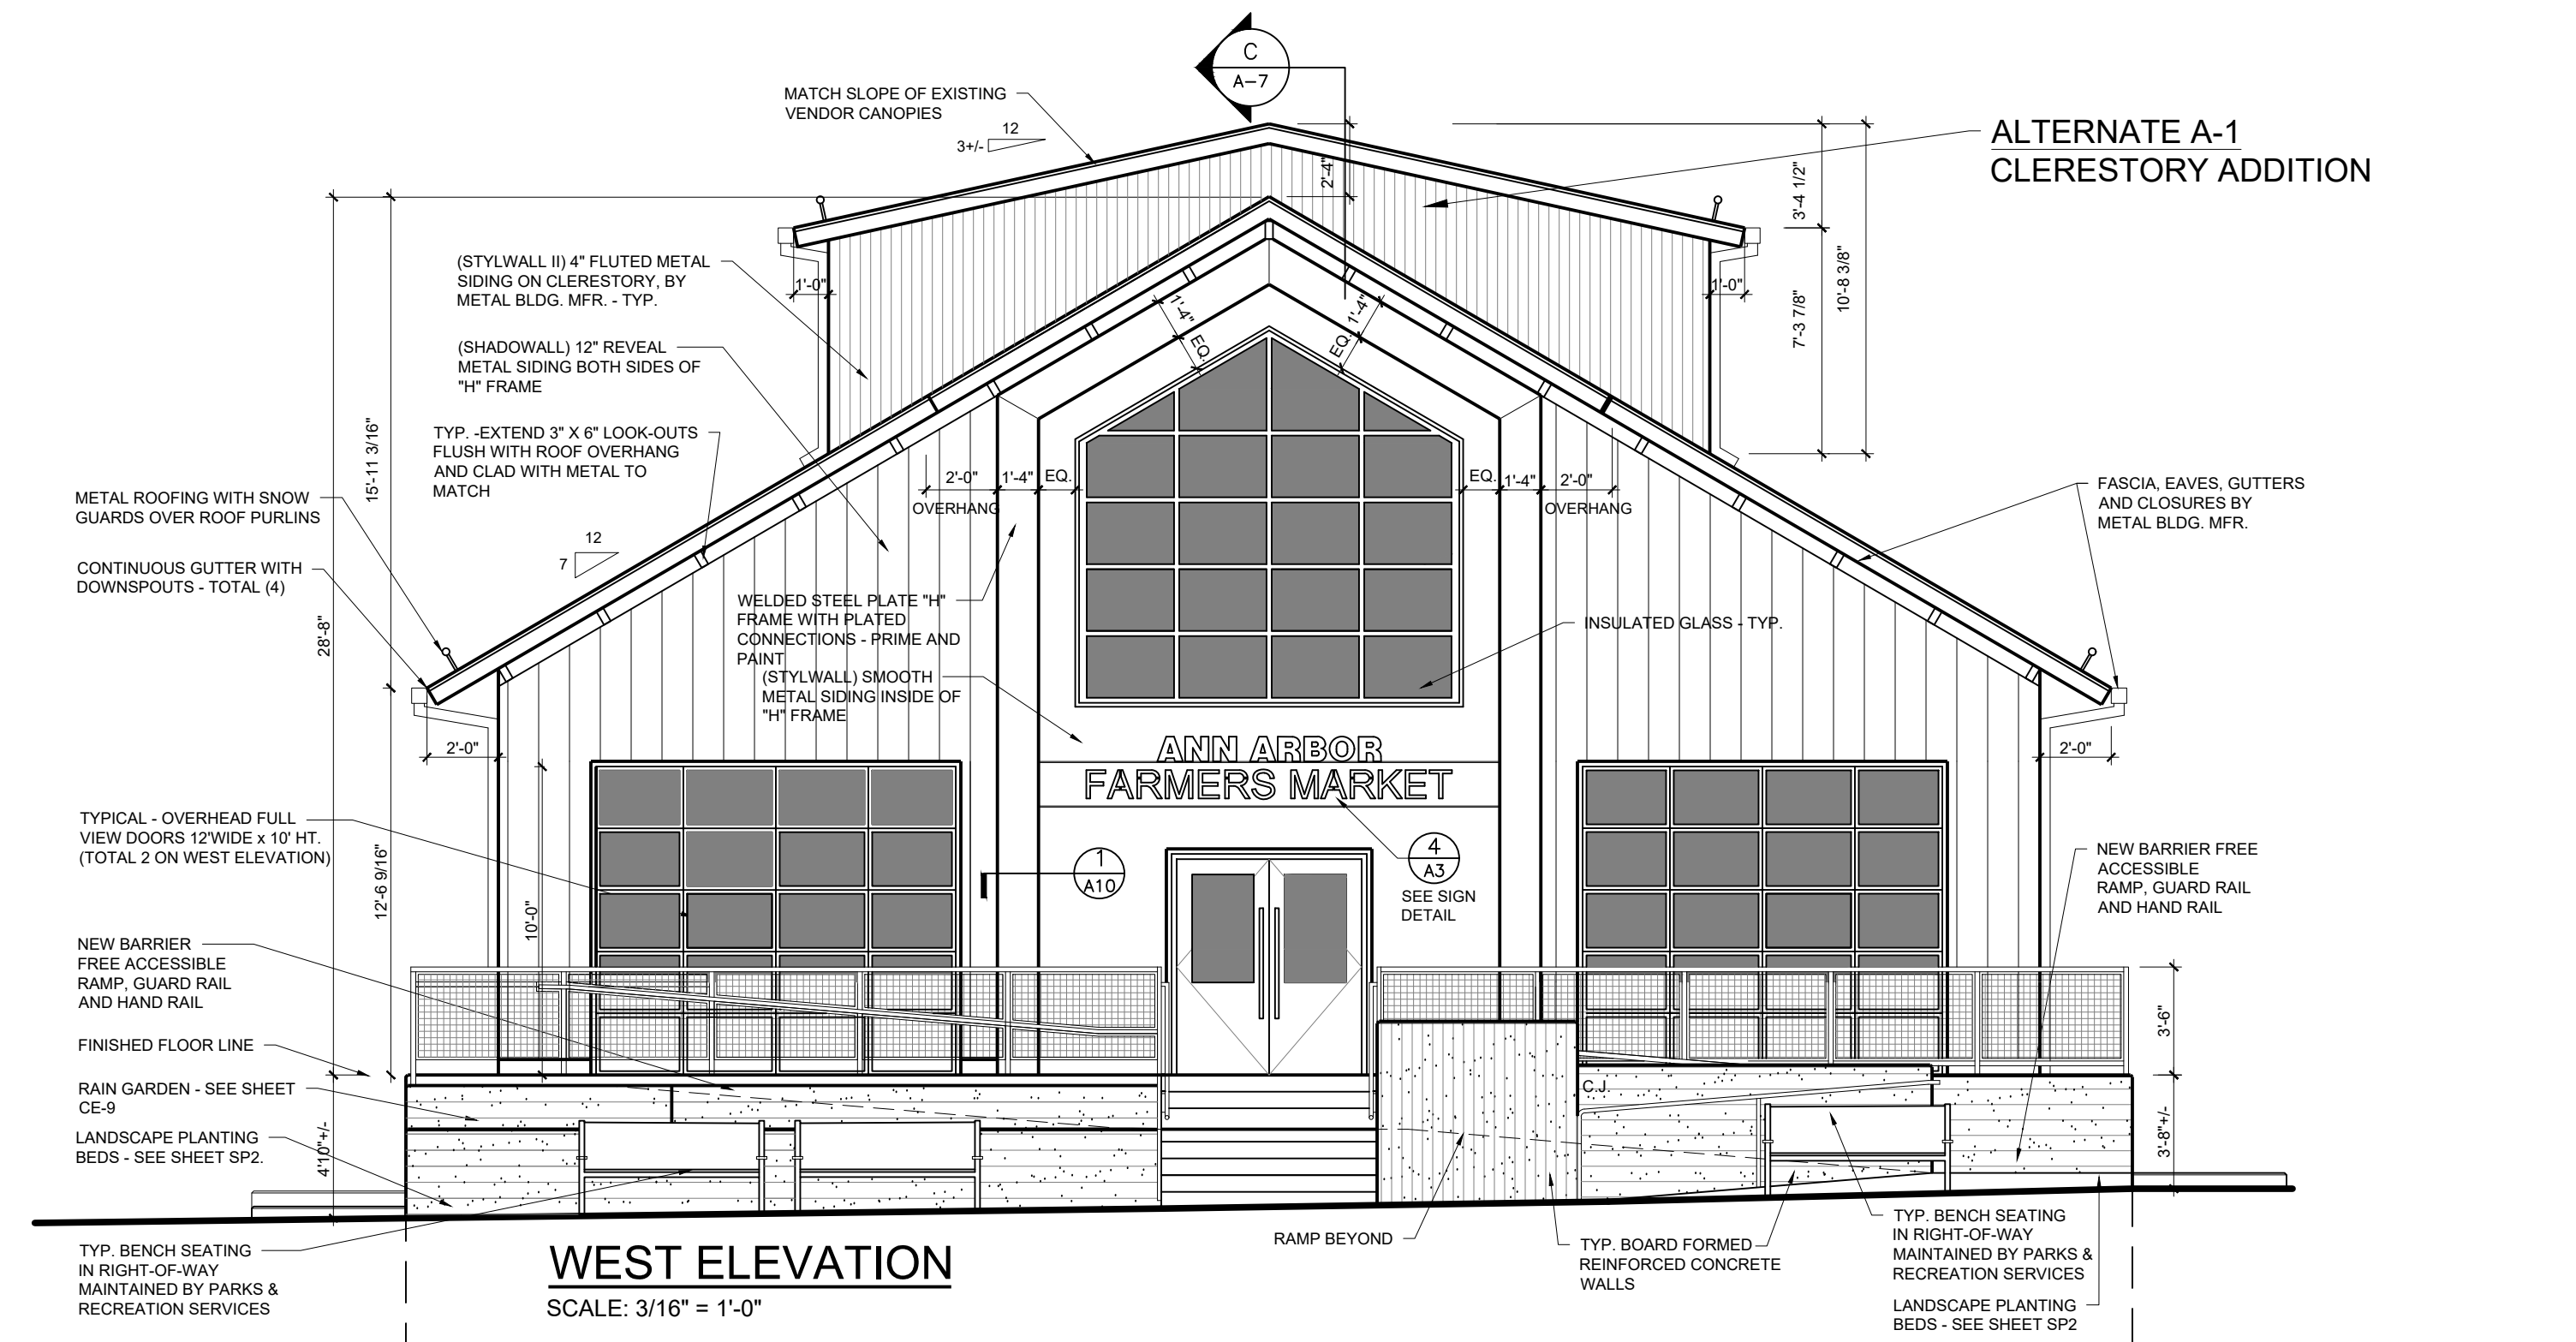 C
A-7
MATCH SLOPE OF EXISTING
VENDOR CANOPIES
12
3+/-
ALTERNATE A-1
CLERESTORY ADDITION
2'-4"
3'-4 1/2"
7'-3 7/8"
10'-8 3/8"
(STYLWALL II) 4" FLUTED METAL
SIDING ON CLERESTORY, BY
METAL BLDG. MFR. - TYP.
1'-0"
1'-0"
1'-4"
EQ.
EQ.
1'-4"
(SHADOWALL) 12" REVEAL
METAL SIDING BOTH SIDES OF
"H" FRAME
TYP. -EXTEND 3" X 6" LOOK-OUTS
FLUSH WITH ROOF OVERHANG
AND CLAD WITH METAL TO
MATCH
15'-11 3/16"
28'-8"
2'-0"
1'-4"
EQ.
OVERHANG
EQ.
1'-4"
2'-0"
OVERHANG
METAL ROOFING WITH SNOW
GUARDS OVER ROOF PURLINS
FASCIA, EAVES, GUTTERS
AND CLOSURES BY
METAL BLDG. MFR.
12
7
CONTINUOUS GUTTER WITH
DOWNSPOUTS - TOTAL (4)
WELDED STEEL PLATE "H"
FRAME WITH PLATED
CONNECTIONS - PRIME AND
PAINT
INSULATED GLASS - TYP.
(STYLWALL) SMOOTH
METAL SIDING INSIDE OF
"H" FRAME
2'-0"
2'-0"
ANN ARBOR
FARMERS MARKET
TYPICAL - OVERHEAD FULL
VIEW DOORS 12'WIDE x 10' HT.
(TOTAL 2 ON WEST ELEVATION)
12'-6 9/16"
10'-0"
1
A10
4
A3
SEE SIGN
DETAIL
NEW BARRIER FREE
ACCESSIBLE
RAMP, GUARD RAIL
AND HAND RAIL
NEW BARRIER
FREE ACCESSIBLE
RAMP, GUARD RAIL
AND HAND RAIL
3'-6"
FINISHED FLOOR LINE
RAIN GARDEN - SEE SHEET
CE-9
C.J.
LANDSCAPE PLANTING
BEDS - SEE SHEET SP2.
4'10"+/-
3'-8"+/-
TYP. BENCH SEATING
IN RIGHT-OF-WAY
MAINTAINED BY PARKS &
RECREATION SERVICES
WEST ELEVATION
SCALE: 3/16" = 1'-0"
RAMP BEYOND
TYP. BOARD FORMED
REINFORCED CONCRETE
WALLS
TYP. BENCH SEATING
IN RIGHT-OF-WAY
MAINTAINED BY PARKS &
RECREATION SERVICES
LANDSCAPE PLANTING
BEDS - SEE SHEET SP2